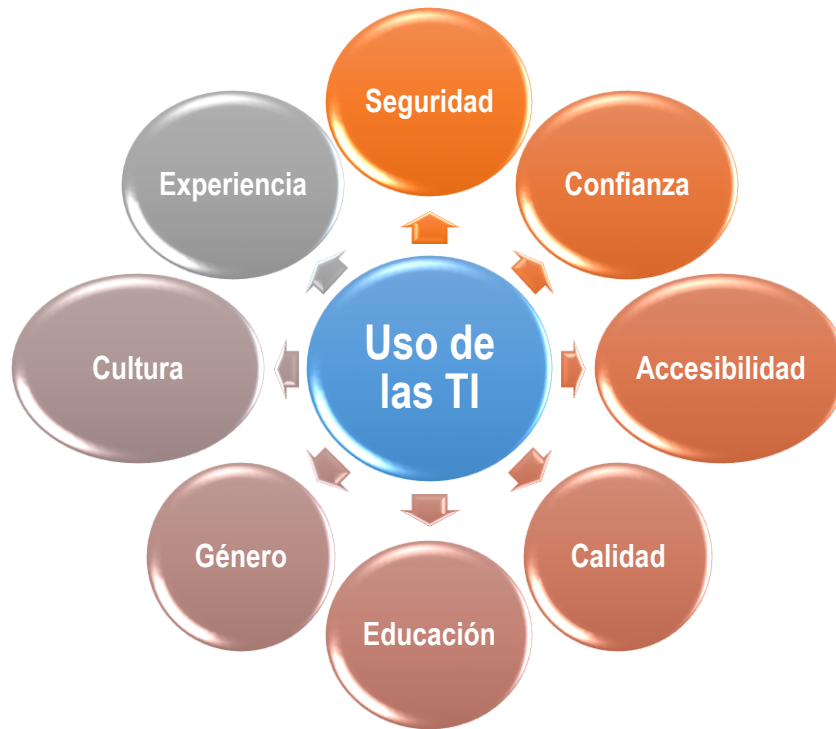 Seguridad
Confianza
Accesibilidad
Calidad
Educación
Género
Cultura
Experiencia
Uso de
las TI